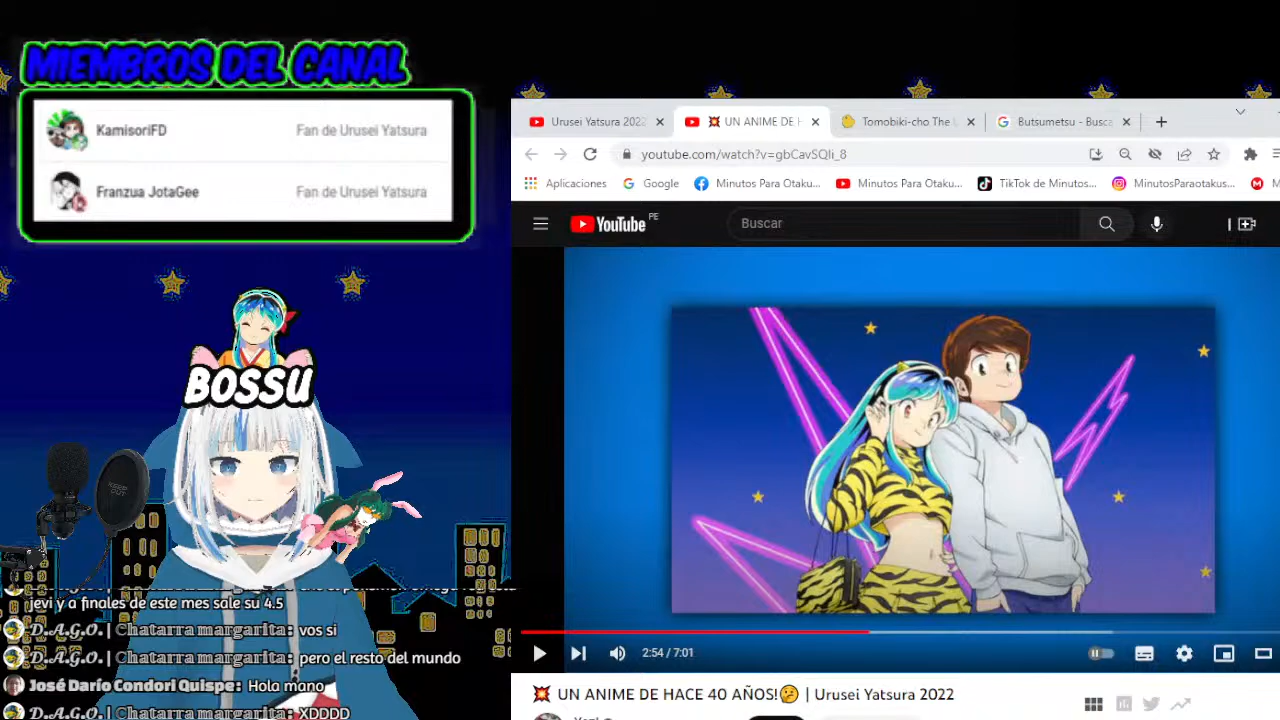 MIEMBROS DEL CANAL
KamisoriFD Fan de Urusei Yatsura
Franzua JotaGee Fan de Urusei Yatsura
BOSSU
KEEP OUT
jevi y a finales de este mes sale su 4.5
D.A.G.O. | Chatarra margarita: vos si
D.A.G.O. | Chatarra margarita: pero el resto del mundo
José Darío Condori Quispe: Hola mano
D.A.G.O. | Chatarra margarita: XDDDD
Urusei Yatsura 2022 💥 UN ANIME DE H Tomobiki-cho The Butsumetsu - Busca
youtube.com/watch?v=gbCavSQli_8
Aplicaciones Google Minutos Para Otaku... Minutos Para Otaku... TikTok de Minutos... MinutosParaotakus...
YouTube PE Buscar
2:54 / 7:01
💥 UN ANIME DE HACE 40 AÑOS!🤔 | Urusei Yatsura 2022